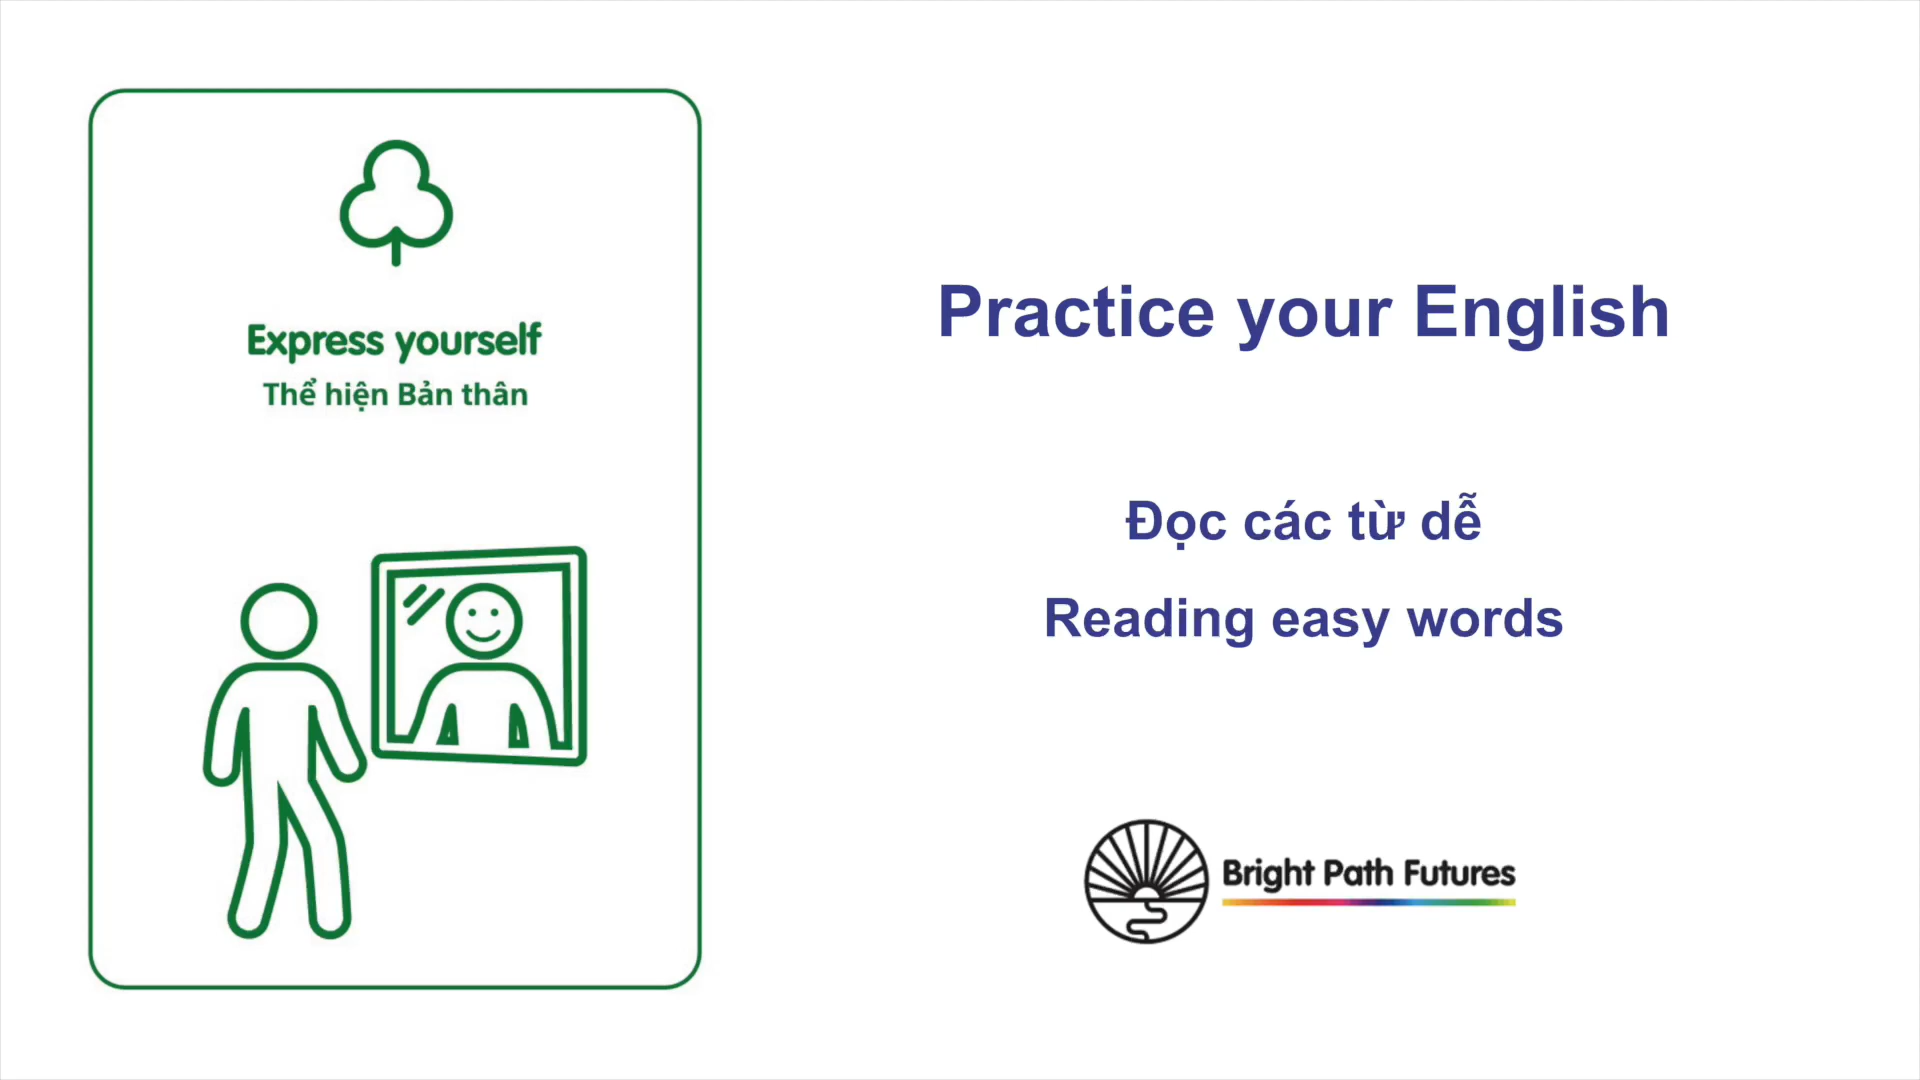 Express yourself
Thể hiện Bản thân
Practice your English
Đọc các từ dễ
Reading easy words
Bright Path Futures